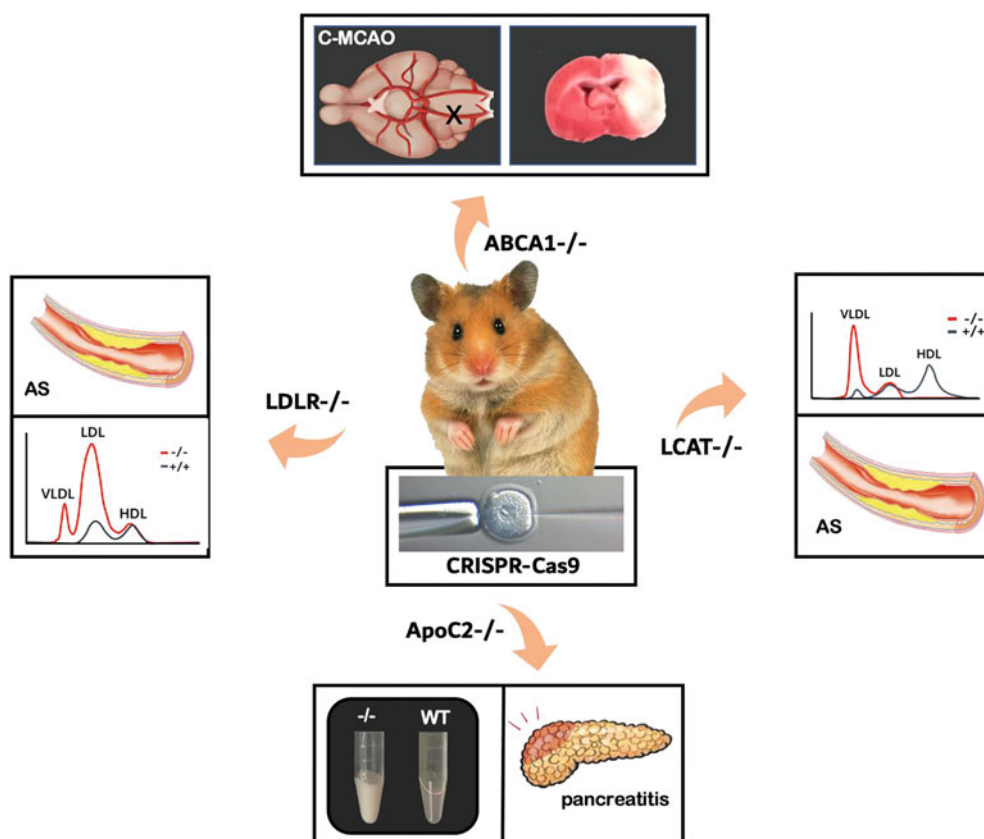 C-MCAO
X
ABCA1-/-
AS
LDLR-/-
LDL
-/-
+/+
VLDL
HDL
VLDL
-/-
+/+
HDL
LDL
LCAT-/-
AS
CRISPR-Cas9
ApoC2-/-
-/- WT
pancreatitis